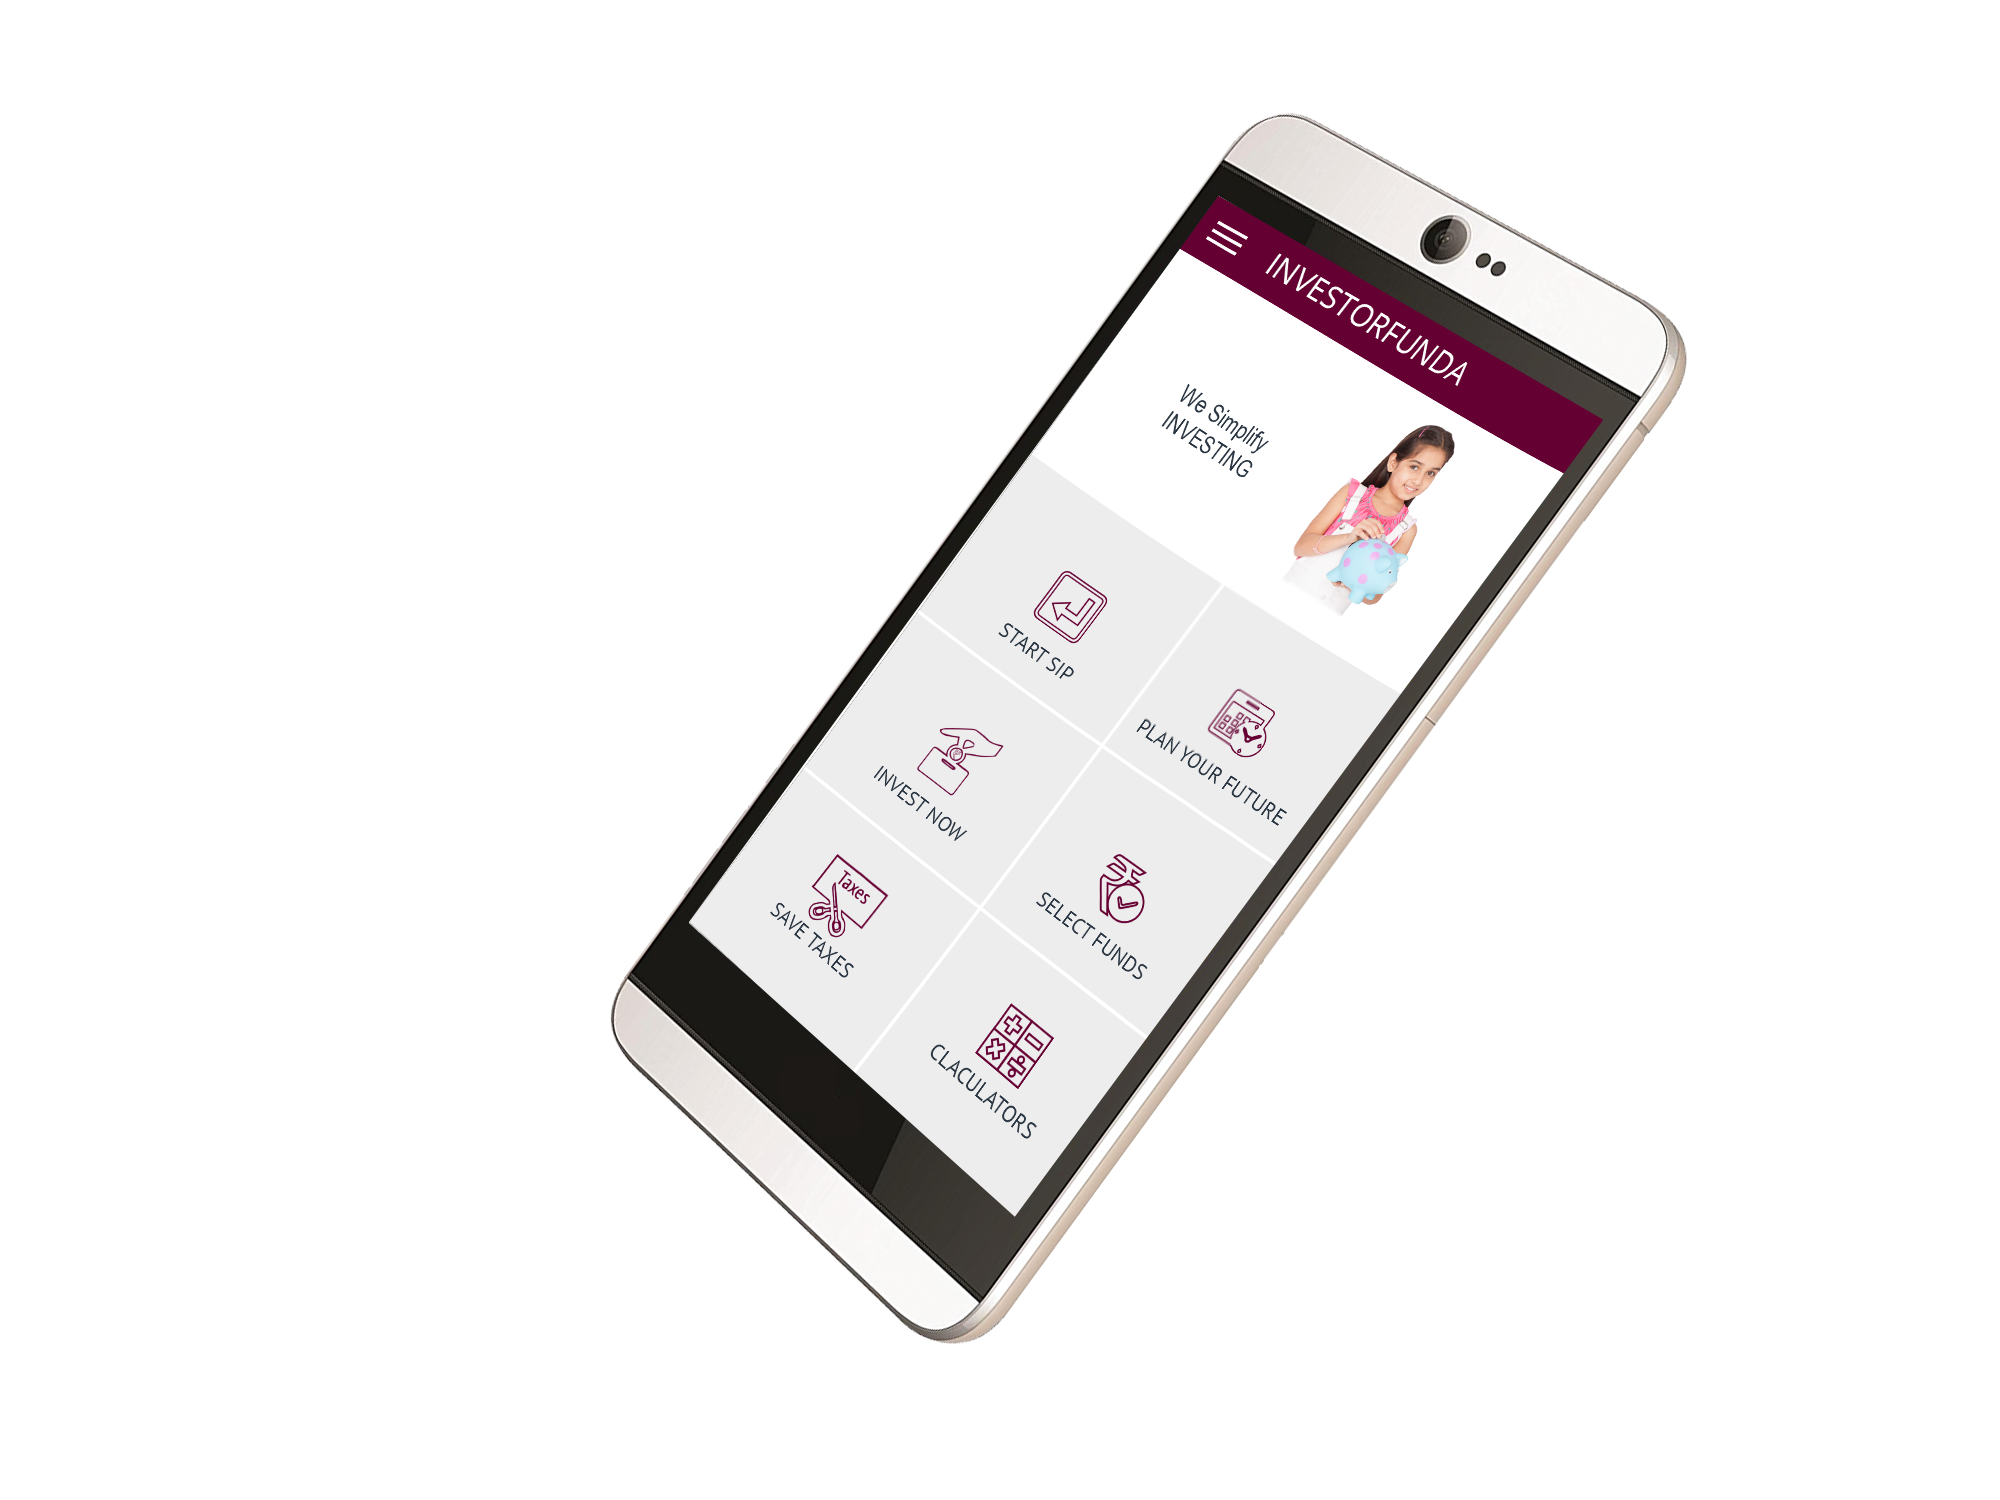 INVESTORFUNDA
We Simplify
INVESTING
START SIP
PLAN YOUR FUTURE
INVEST NOW
SELECT FUNDS
Taxes
SAVE TAXES
CLACULATORS